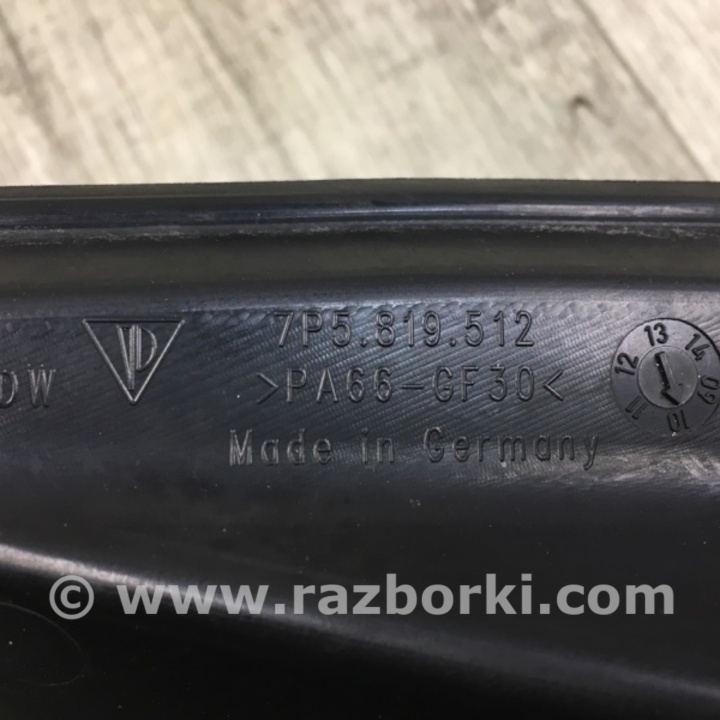 7P5.819.512
DW
>PA66-GF30<
Made in Germany
11 12 13 14 09 10
© www.razborki.com